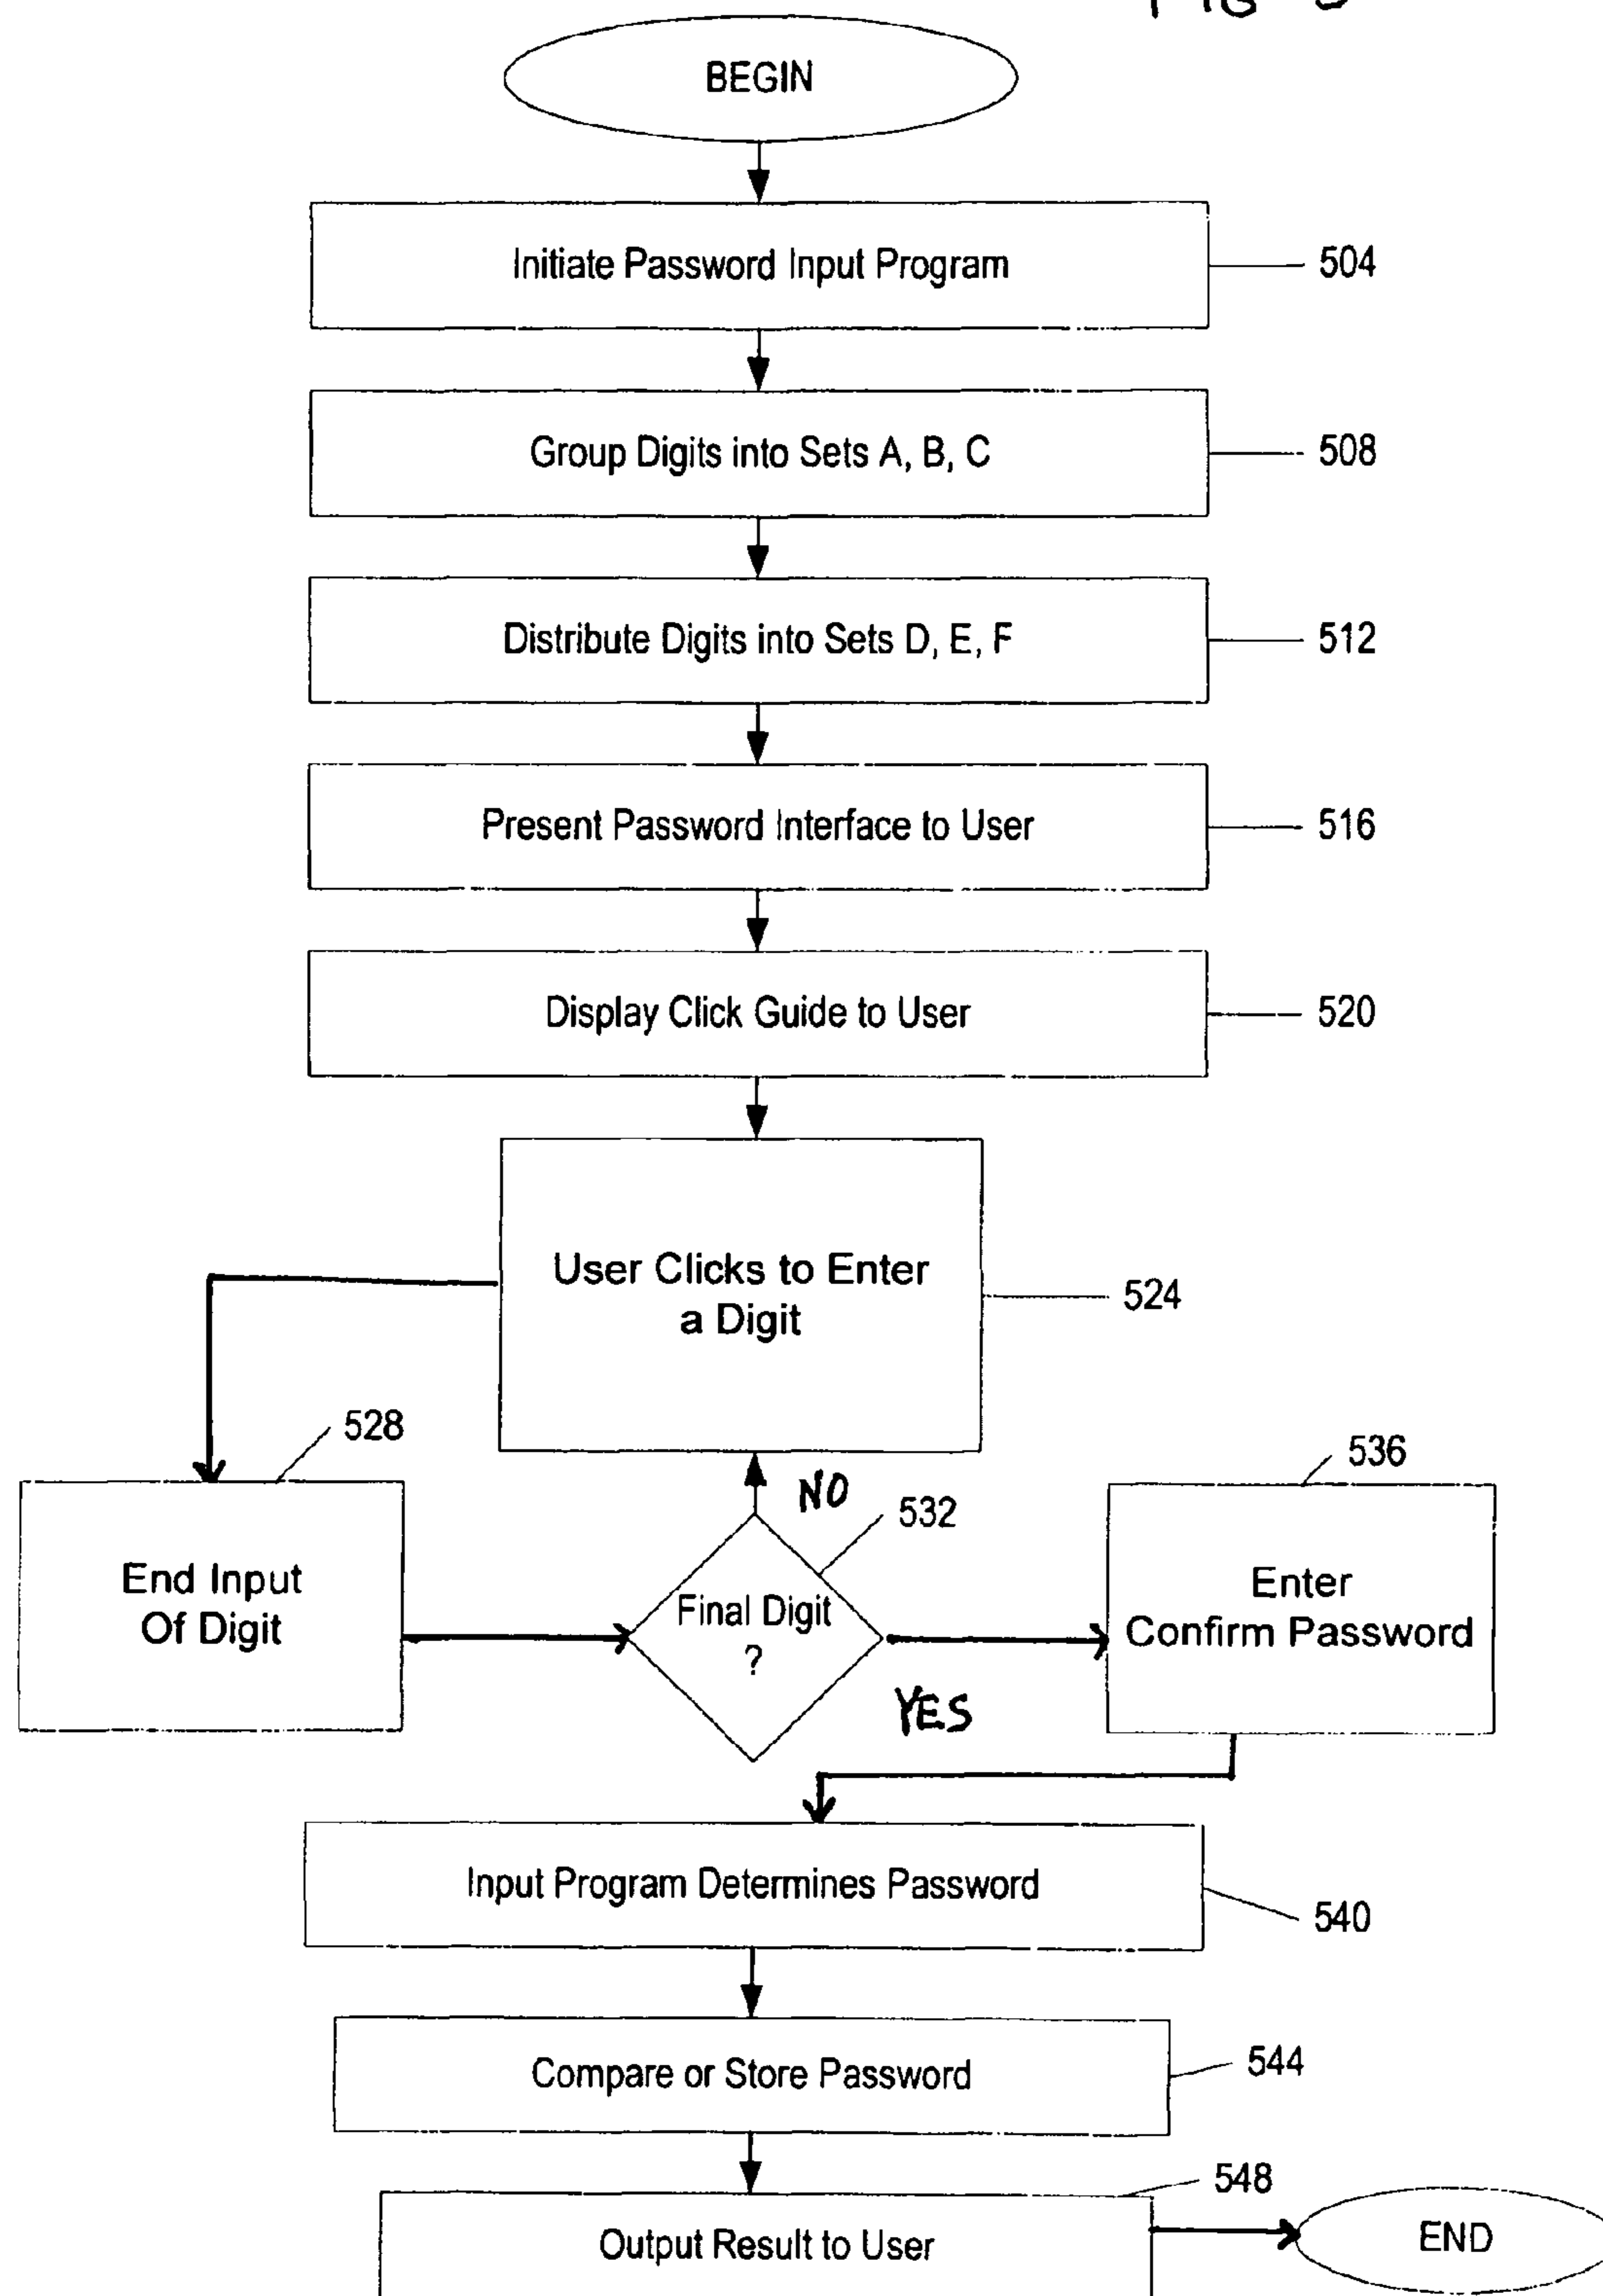 FIG
BEGIN
Initiate Password Input Program
504
Group Digits into Sets A, B, C
508
Distribute Digits into Sets D, E, F
512
Present Password Interface to User
516
Display Click Guide to User
520
User Clicks to Enter
a Digit
524
528
End Input
Of Digit
NO
532
Final Digit
?
YES
536
Enter
Confirm Password
Input Program Determines Password
540
Compare or Store Password
544
548
Output Result to User
END